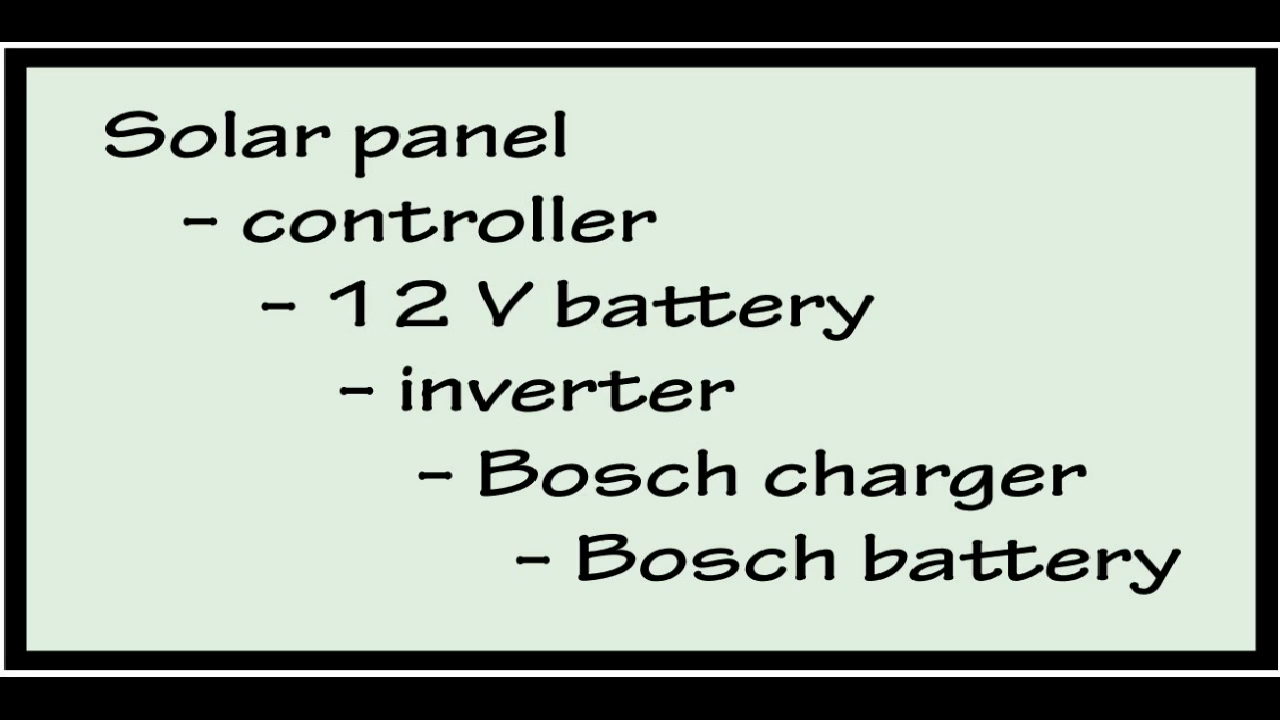 Solar panel
- controller
- 12 V battery
- inverter
- Bosch charger
- Bosch battery